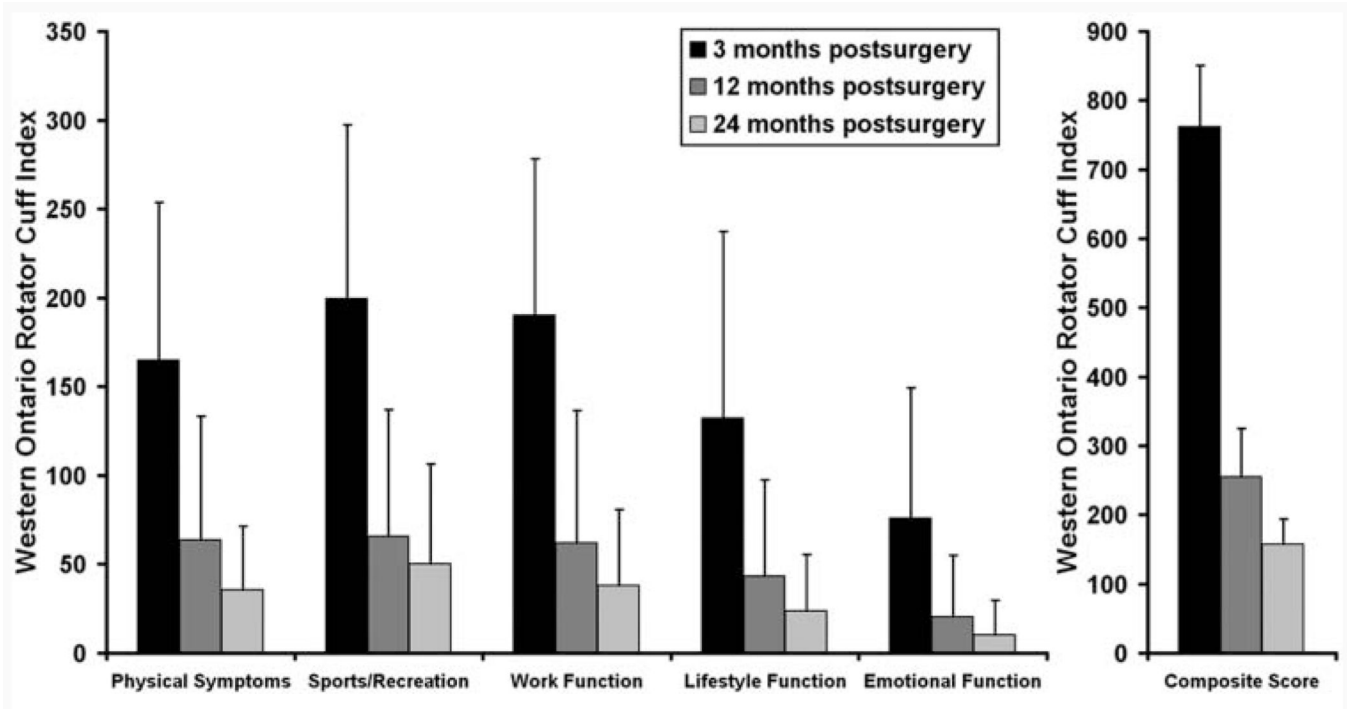 Western Ontario Rotator Cuff Index
350
300
250
200
150
100
50
0
3 months postsurgery
12 months postsurgery
24 months postsurgery
Physical Symptoms
Sports/Recreation
Work Function
Lifestyle Function
Emotional Function
Western Ontario Rotator Cuff Index
900
800
700
600
500
400
300
200
100
0
Composite Score